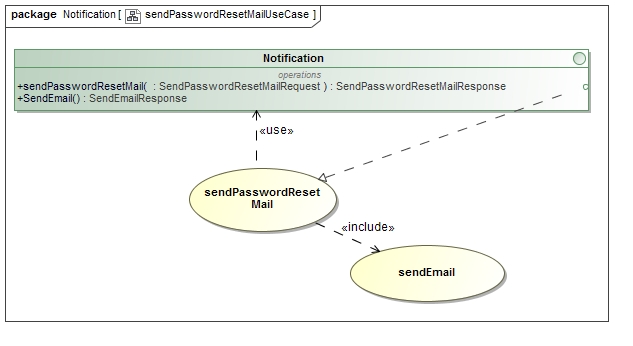 package Notification [ sendPasswordResetMailUseCase ]
Notification
operations
+sendPasswordResetMail( : SendPasswordResetMailRequest ) : SendPasswordResetMailResponse
+SendEmail() : SendEmailResponse
«use»
sendPasswordReset
Mail
«include»
sendEmail